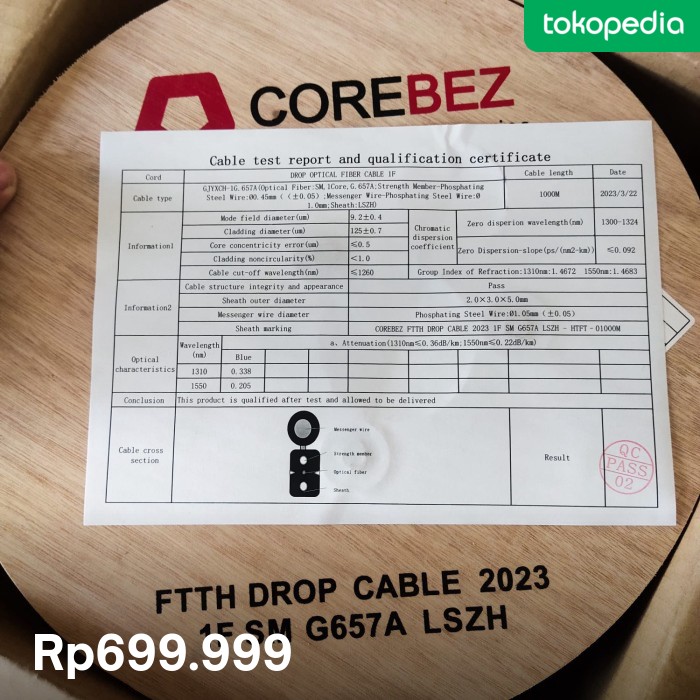 tokopedia
COREBEZ
Cable test report and qualification certificate
Cord DROP OPTICAL FIBER CABLE 1F Cable length Date
Cable type GJYXCH-1G.657A(Optical Fiber:SM,1Core,G.657A;Strength Member-Phosphating
Steel Wire:Ø0.45mm ( (±0.05) ;Messenger Wire-Phosphating Steel Wire:Ø
1.0mm;Sheath:LSZH) 1000M 2023/3/22
Information1 Mode field diameter(um) 9.2±0.4 Chromatic dispersion coefficient Zero disperion wavelength(nm) 1300-1324
Cladding diameter(um) 125±0.7
Core concentricity error(um) ≤0.5 Zero Dispersion-slope(ps/(nm2-km)) ≤0.092
Cladding noncircularity(%) <1.0
Cable cut-off wavelength(nm) ≤1260 Group Index of Refraction:1310nm:1.4672 1550nm:1.4683
Information2 Cable structure integrity and appearance Pass
Sheath outer diameter 2.0×3.0×5.0mm
Messenger wire diameter Phosphating Steel Wire:Ø1.05mm (±0.05)
Sheath marking COREBEZ FTTH DROP CABLE 2023 1F SM G657A LSZH - HTFT - 01000M
Optical characteristics Wavelength (nm) a、Attenuation(1310nm≤0.36dB/km;1550nm≤0.22dB/km)
Blue
1310 0.338
1550 0.205
Conclusion This product is qualified after test and allowed to be delivered
Cable cross section
Messenger wire
Strength member
Optical fiber
Sheath
Result
QC
PASS
02
FTTH DROP CABLE 2023
1F SM G657A LSZH
Rp699.999